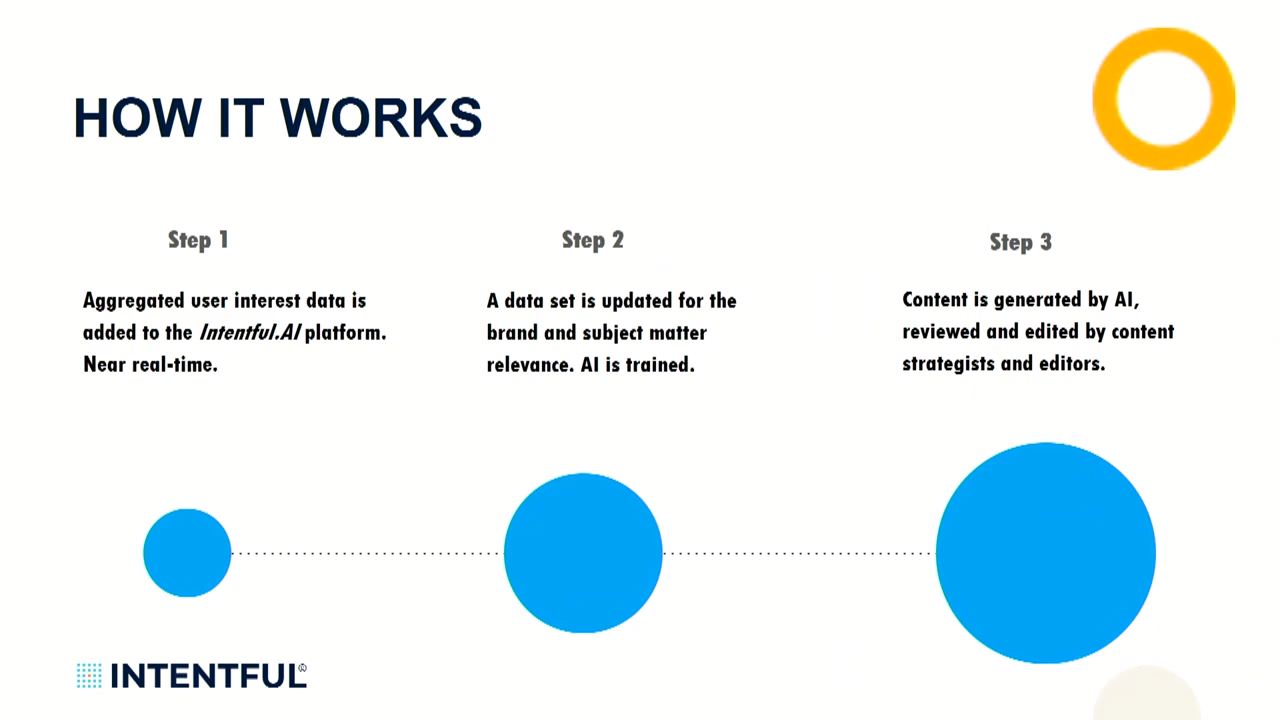 HOW IT WORKS
Step 1
Aggregated user interest data is
added to the Intentful.AI platform.
Near real-time.
Step 2
A data set is updated for the
brand and subject matter
relevance. AI is trained.
Step 3
Content is generated by AI,
reviewed and edited by content
strategists and editors.
INTENTFUL®